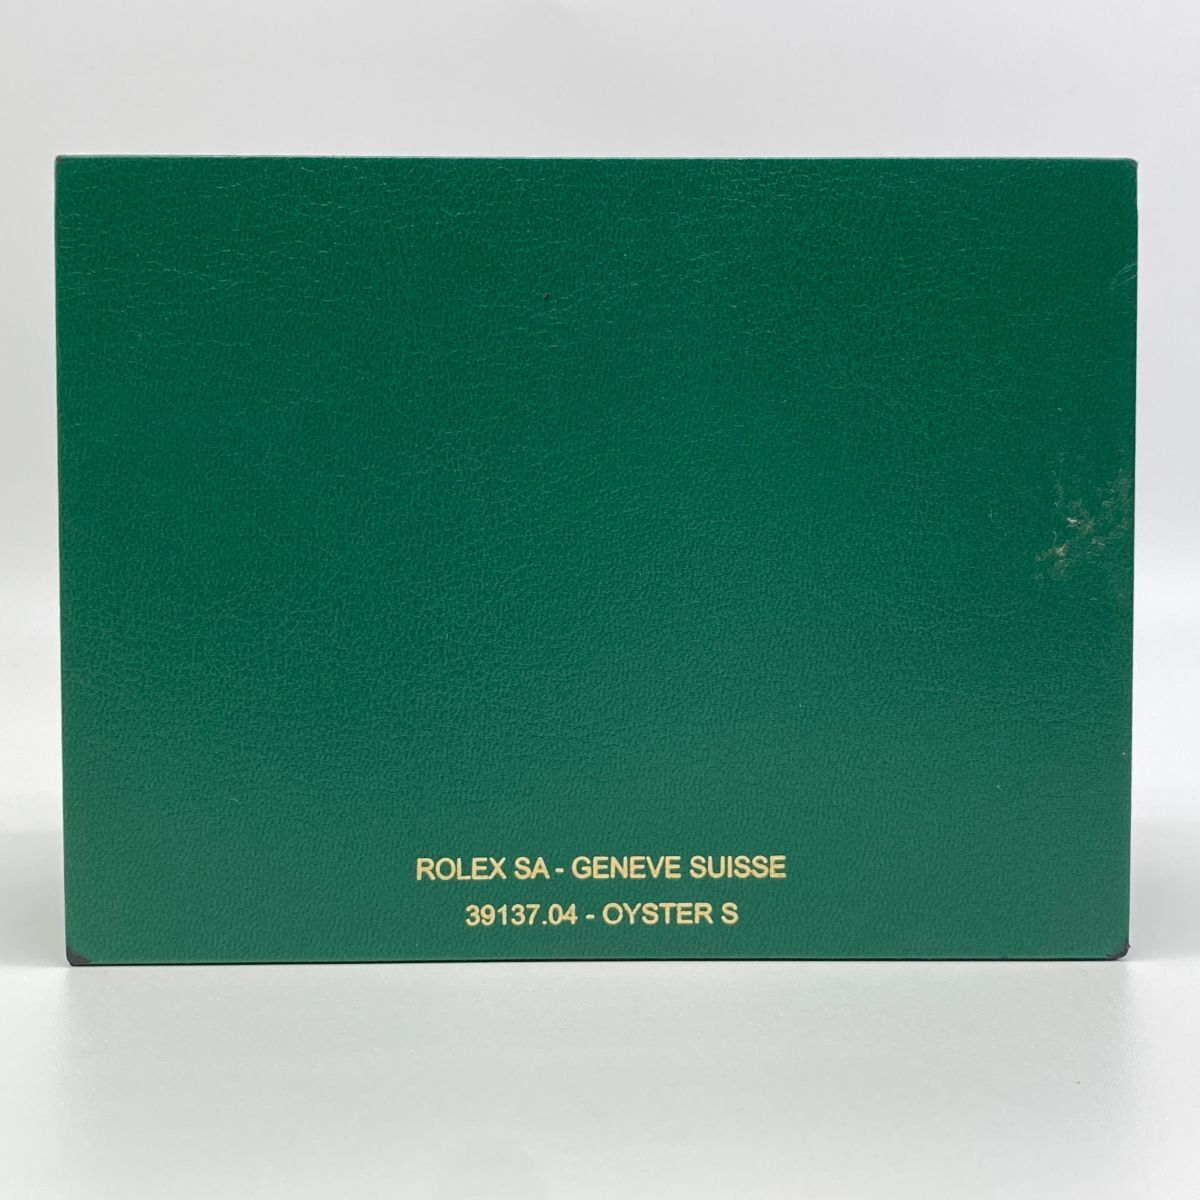 ROLEX SA - GENEVE SUISSE
39137.04 - OYSTER S